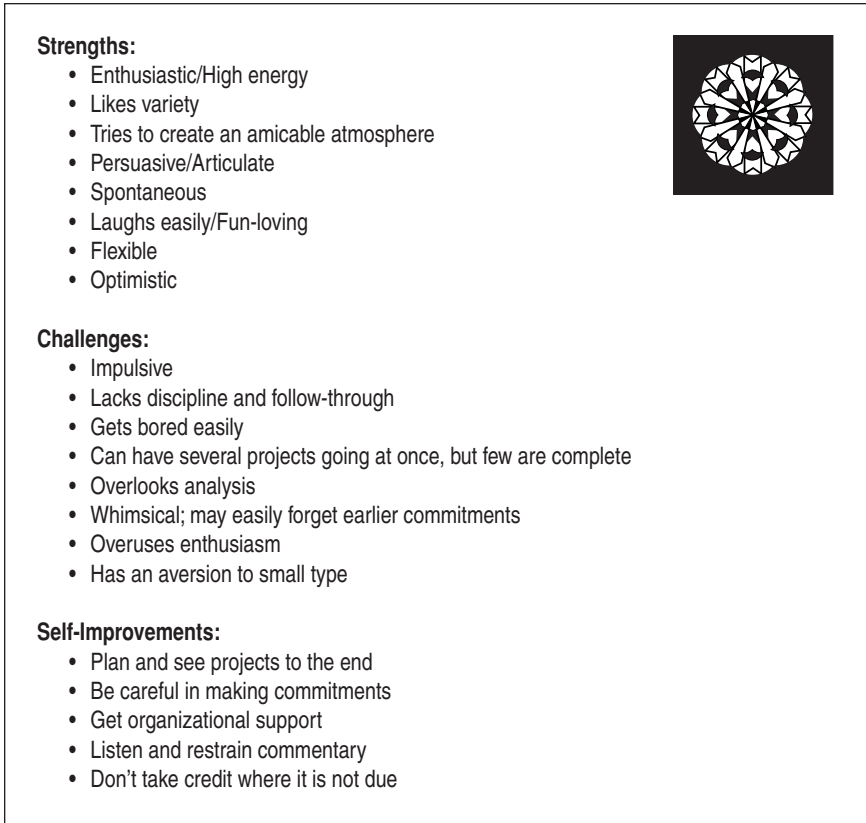 Strengths:
• Enthusiastic/High energy
• Likes variety
• Tries to create an amicable atmosphere
• Persuasive/Articulate
• Spontaneous
• Laughs easily/Fun-loving
• Flexible
• Optimistic
Challenges:
• Impulsive
• Lacks discipline and follow-through
• Gets bored easily
• Can have several projects going at once, but few are complete
• Overlooks analysis
• Whimsical; may easily forget earlier commitments
• Overuses enthusiasm
• Has an aversion to small type
Self-Improvements:
• Plan and see projects to the end
• Be careful in making commitments
• Get organizational support
• Listen and restrain commentary
• Don’t take credit where it is not due